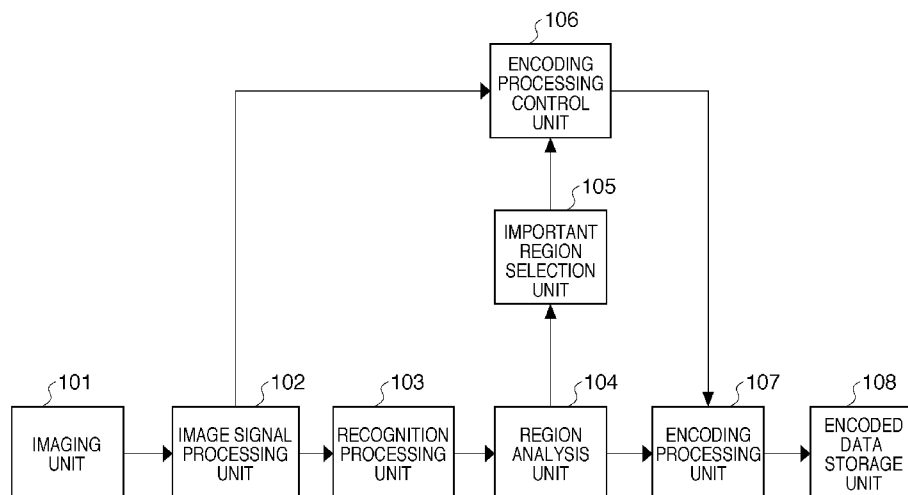 106
ENCODING
PROCESSING
CONTROL
UNIT
105
IMPORTANT
REGION
SELECTION
UNIT
101
IMAGING
UNIT
102
IMAGE SIGNAL
PROCESSING
UNIT
103
RECOGNITION
PROCESSING
UNIT
104
REGION
ANALYSIS UNIT
107
ENCODING
PROCESSING
UNIT
108
ENCODED
DATA
STORAGE
UNIT